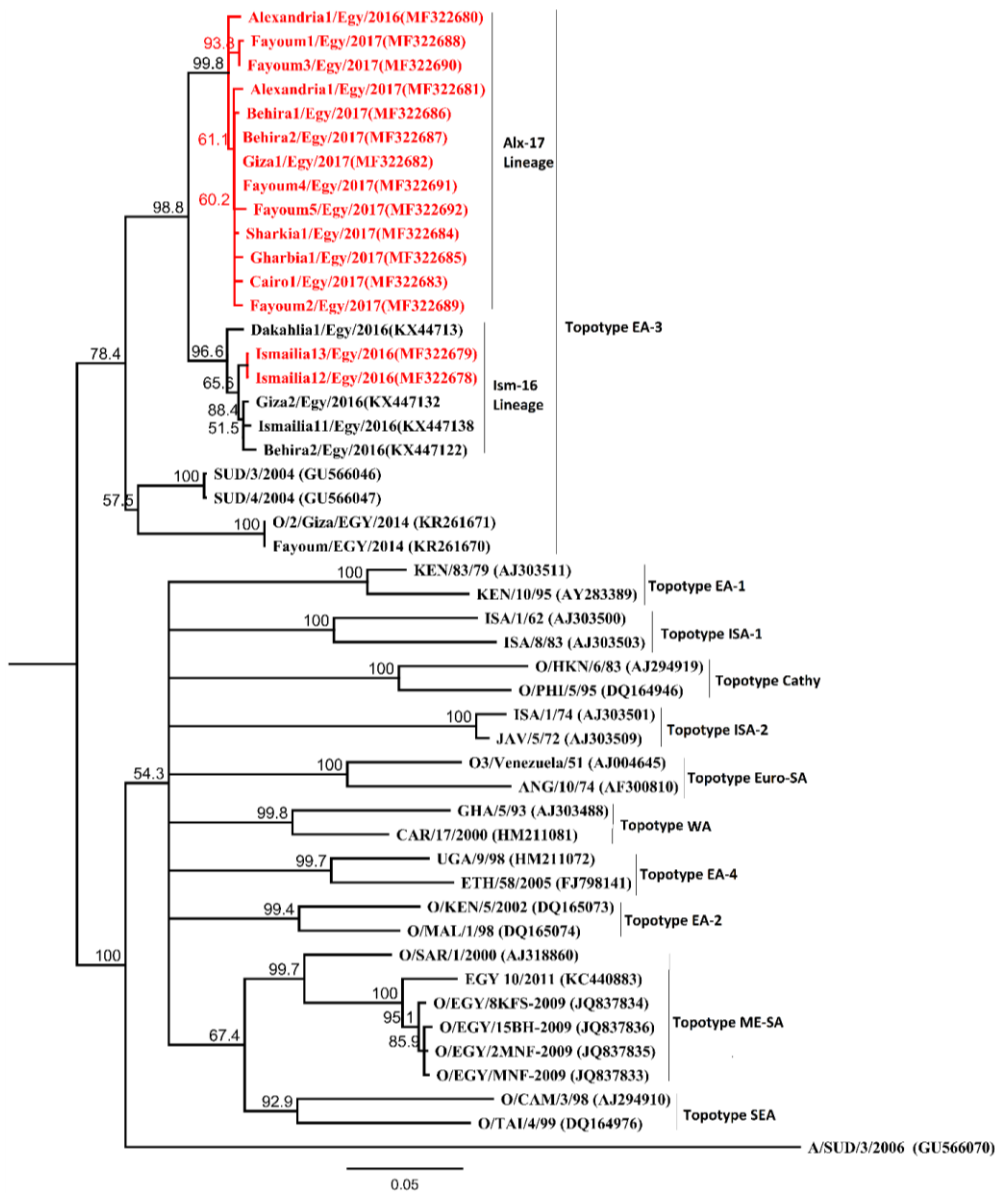 Alexandria1/Egy/2016(MF322680)
93.3
Fayoum1/Egy/2017(MF322688)
99.8
Fayoum3/Egy/2017(MF322690)
Alexandria1/Egy/2017(MF322681)
Behira1/Egy/2017(MF322686)
61.1
Behira2/Egy/2017(MF322687)
Alx-17
Lineage
Giza1/Egy/2017(MF322682)
Fayoum4/Egy/2017(MF322691)
60.2
98.8
Fayoum5/Egy/2017(MF322692)
Sharkia1/Egy/2017(MF322684)
Gharbia1/Egy/2017(MF322685)
Cairo1/Egy/2017(MF322683)
Fayoum2/Egy/2017(MF322689)
Dakahlia1/Egy/2016(KX44713)
Topotype EA-3
78.4
96.6
Ismailia13/Egy/2016(MF322679)
65.6
Ismailia12/Egy/2016(MF322678)
Ism-16
Lineage
88.4
Giza2/Egy/2016(KX447132
51.5
Ismailia11/Egy/2016(KX447138
Behira2/Egy/2016(KX447122)
100
SUD/3/2004 (GU566046)
57.5
SUD/4/2004 (GU566047)
100
O/2/Giza/EGY/2014 (KR261671)
Fayoum/EGY/2014 (KR261670)
100
KEN/83/79 (AJ303511)
Topotype EA-1
KEN/10/95 (AY283389)
100
ISA/1/62 (AJ303500)
Topotype ISA-1
ISA/8/83 (AJ303503)
100
O/HKN/6/83 (AJ294919)
Topotype Cathy
O/PHI/5/95 (DQ164946)
100
ISA/1/74 (AJ303501)
Topotype ISA-2
JAV/5/72 (AJ303509)
54.3
100
O3/Venezuela/51 (AJ004645)
Topotype Euro-SA
ANG/10/74 (AF300810)
99.8
GHA/5/93 (AJ303488)
Topotype WA
CAR/17/2000 (HM211081)
99.7
UGA/9/98 (HM211072)
Topotype EA-4
ETH/58/2005 (FJ798141)
99.4
O/KEN/5/2002 (DQ165073)
Topotype EA-2
O/MAL/1/98 (DQ165074)
100
99.7
O/SAR/1/2000 (AJ318860)
EGY 10/2011 (KC440883)
100
O/EGY/8KFS-2009 (JQ837834)
95.1
O/EGY/15BH-2009 (JQ837836)
Topotype ME-SA
67.4
85.9
O/EGY/2MNF-2009 (JQ837835)
O/EGY/MNF-2009 (JQ837833)
92.9
O/CAM/3/98 (AJ294910)
Topotype SEA
O/TAI/4/99 (DQ164976)
A/SUD/3/2006 (GU566070)
0.05